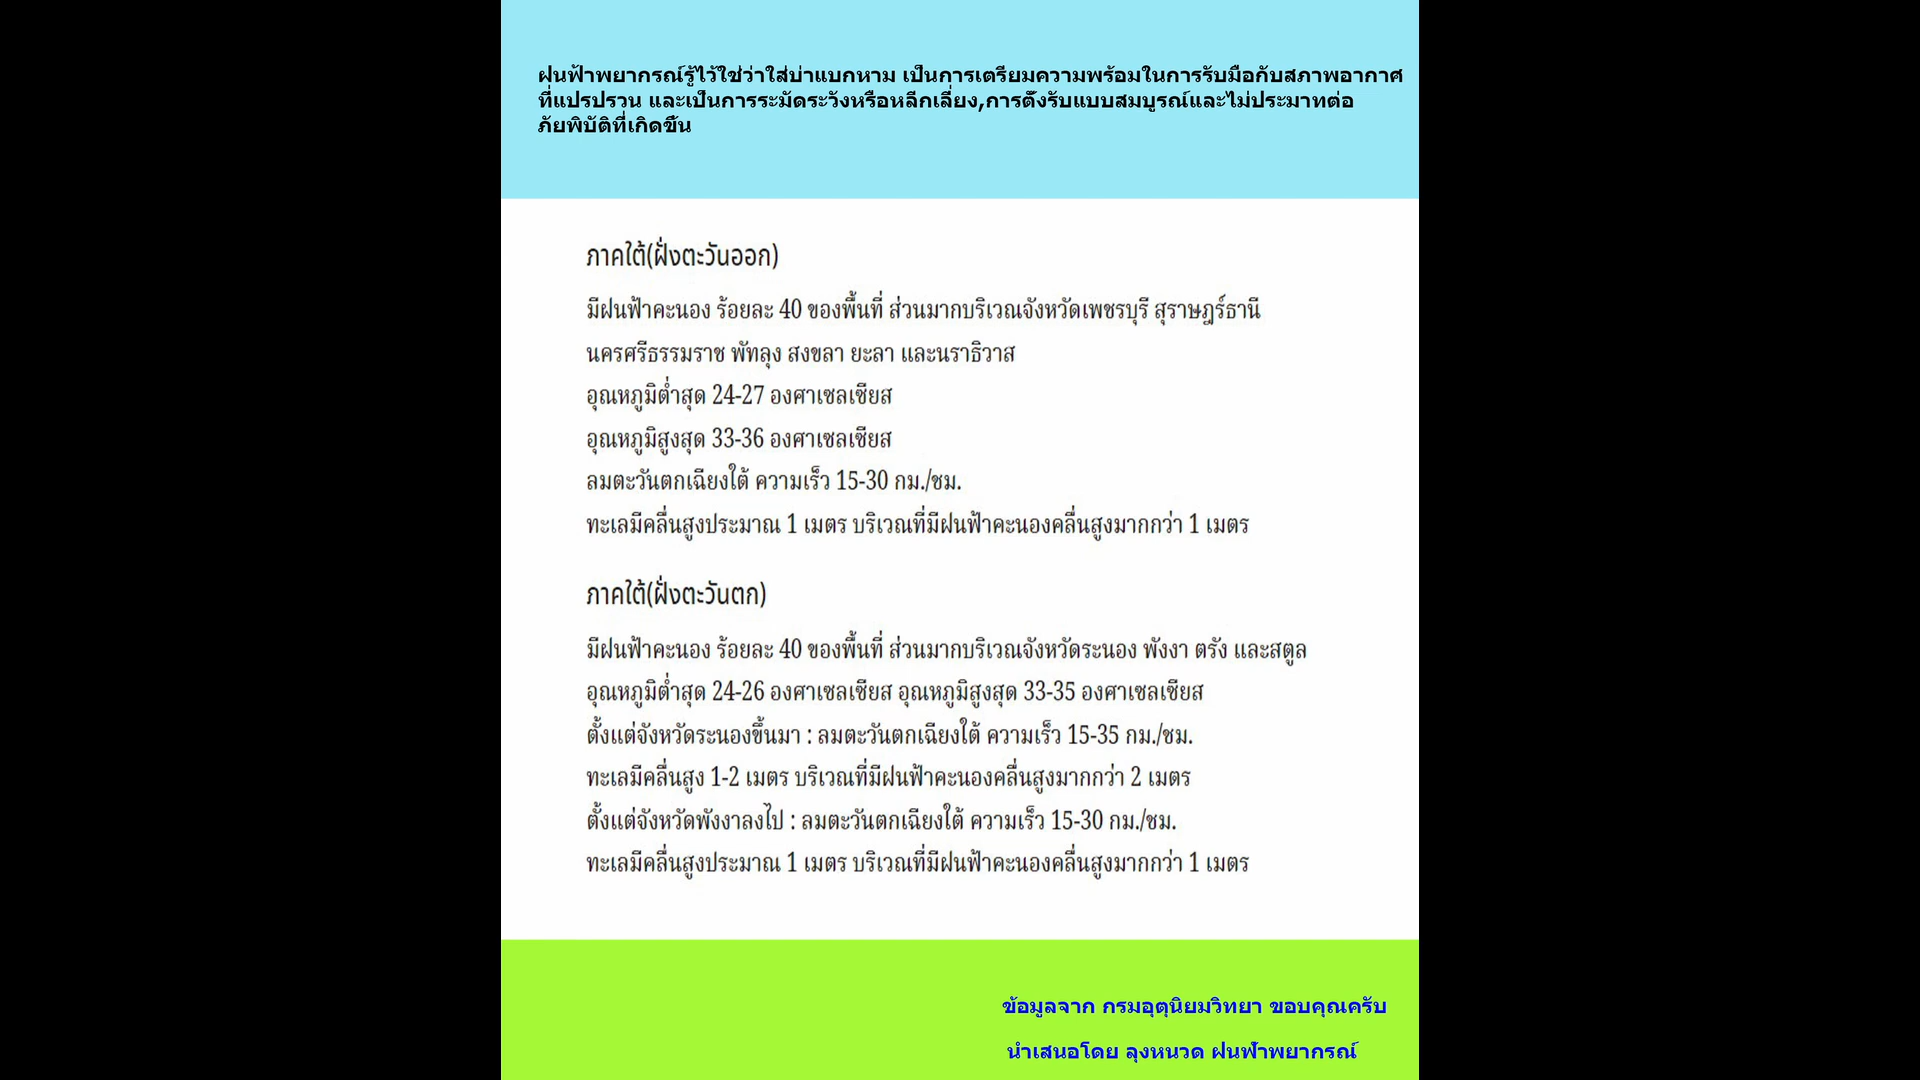 ฝนฟ้าพยากรณ์รู้ไว้ใช่ว่าใส่บ่าแบกหาม เป็นการเตรียมความพร้อมในการรับมือกับสภาพอากาศ
ที่แปรปรวน และเป็นการระมัดระวังหรือหลีกเลี่ยง,การตั้งรับแบบสมบูรณ์และไม่ประมาทต่อ
ภัยพิบัติที่เกิดขึ้น
ภาคใต้(ฝั่งตะวันออก)
มีฝนฟ้าคะนอง ร้อยละ 40 ของพื้นที่ ส่วนมากบริเวณจังหวัดเพชรบุรี สุราษฎร์ธานี
นครศรีธรรมราช พัทลุง สงขลา ยะลา และนราธิวาส
อุณหภูมิต่ำสุด 24-27 องศาเซลเซียส
อุณหภูมิสูงสุด 33-36 องศาเซลเซียส
ลมตะวันตกเฉียงใต้ ความเร็ว 15-30 กม./ชม.
ทะเลมีคลื่นสูงประมาณ 1 เมตร บริเวณที่มีฝนฟ้าคะนองคลื่นสูงมากกว่า 1 เมตร
ภาคใต้(ฝั่งตะวันตก)
มีฝนฟ้าคะนอง ร้อยละ 40 ของพื้นที่ ส่วนมากบริเวณจังหวัดระนอง พังงา ตรัง และสตูล
อุณหภูมิต่ำสุด 24-26 องศาเซลเซียส อุณหภูมิสูงสุด 33-35 องศาเซลเซียส
ตั้งแต่จังหวัดระนองขึ้นมา : ลมตะวันตกเฉียงใต้ ความเร็ว 15-35 กม./ชม.
ทะเลมีคลื่นสูง 1-2 เมตร บริเวณที่มีฝนฟ้าคะนองคลื่นสูงมากกว่า 2 เมตร
ตั้งแต่จังหวัดพังงาลงไป : ลมตะวันตกเฉียงใต้ ความเร็ว 15-30 กม./ชม.
ทะเลมีคลื่นสูงประมาณ 1 เมตร บริเวณที่มีฝนฟ้าคะนองคลื่นสูงมากกว่า 1 เมตร
ข้อมูลจาก กรมอุตุนิยมวิทยา ขอบคุณครับ
นำเสนอโดย ลุงหนวด ฝนฟ้าพยากรณ์